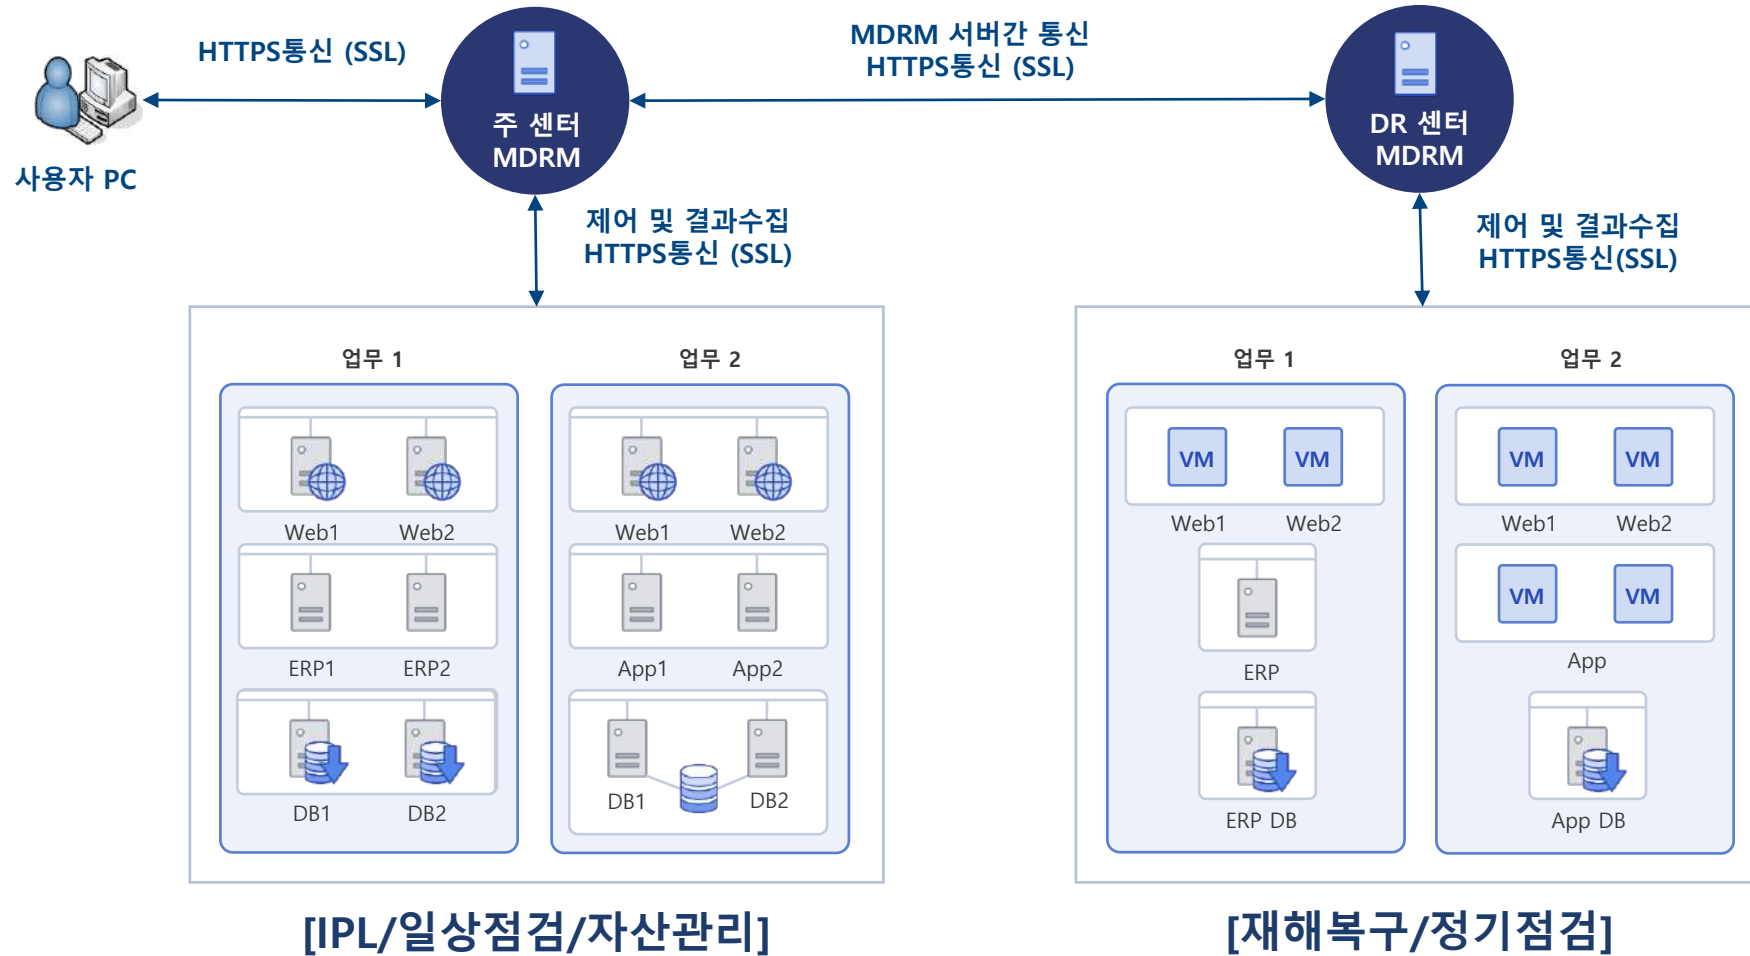 HTTPS통신 (SSL)
MDRM 서버간 통신
HTTPS통신 (SSL)
사용자 PC
주 센터
MDRM
DR 센터
MDRM
제어 및 결과수집
HTTPS통신 (SSL)
제어 및 결과수집
HTTPS통신(SSL)
업무 1
업무 2
Web1
Web2
Web1
Web2
ERP1
ERP2
App1
App2
DB1
DB2
DB1
DB2
업무 1
업무 2
VM
VM
VM
VM
Web1
Web2
Web1
Web2
VM
VM
ERP
App
ERP DB
App DB
[IPL/일상점검/자산관리]
[재해복구/정기점검]